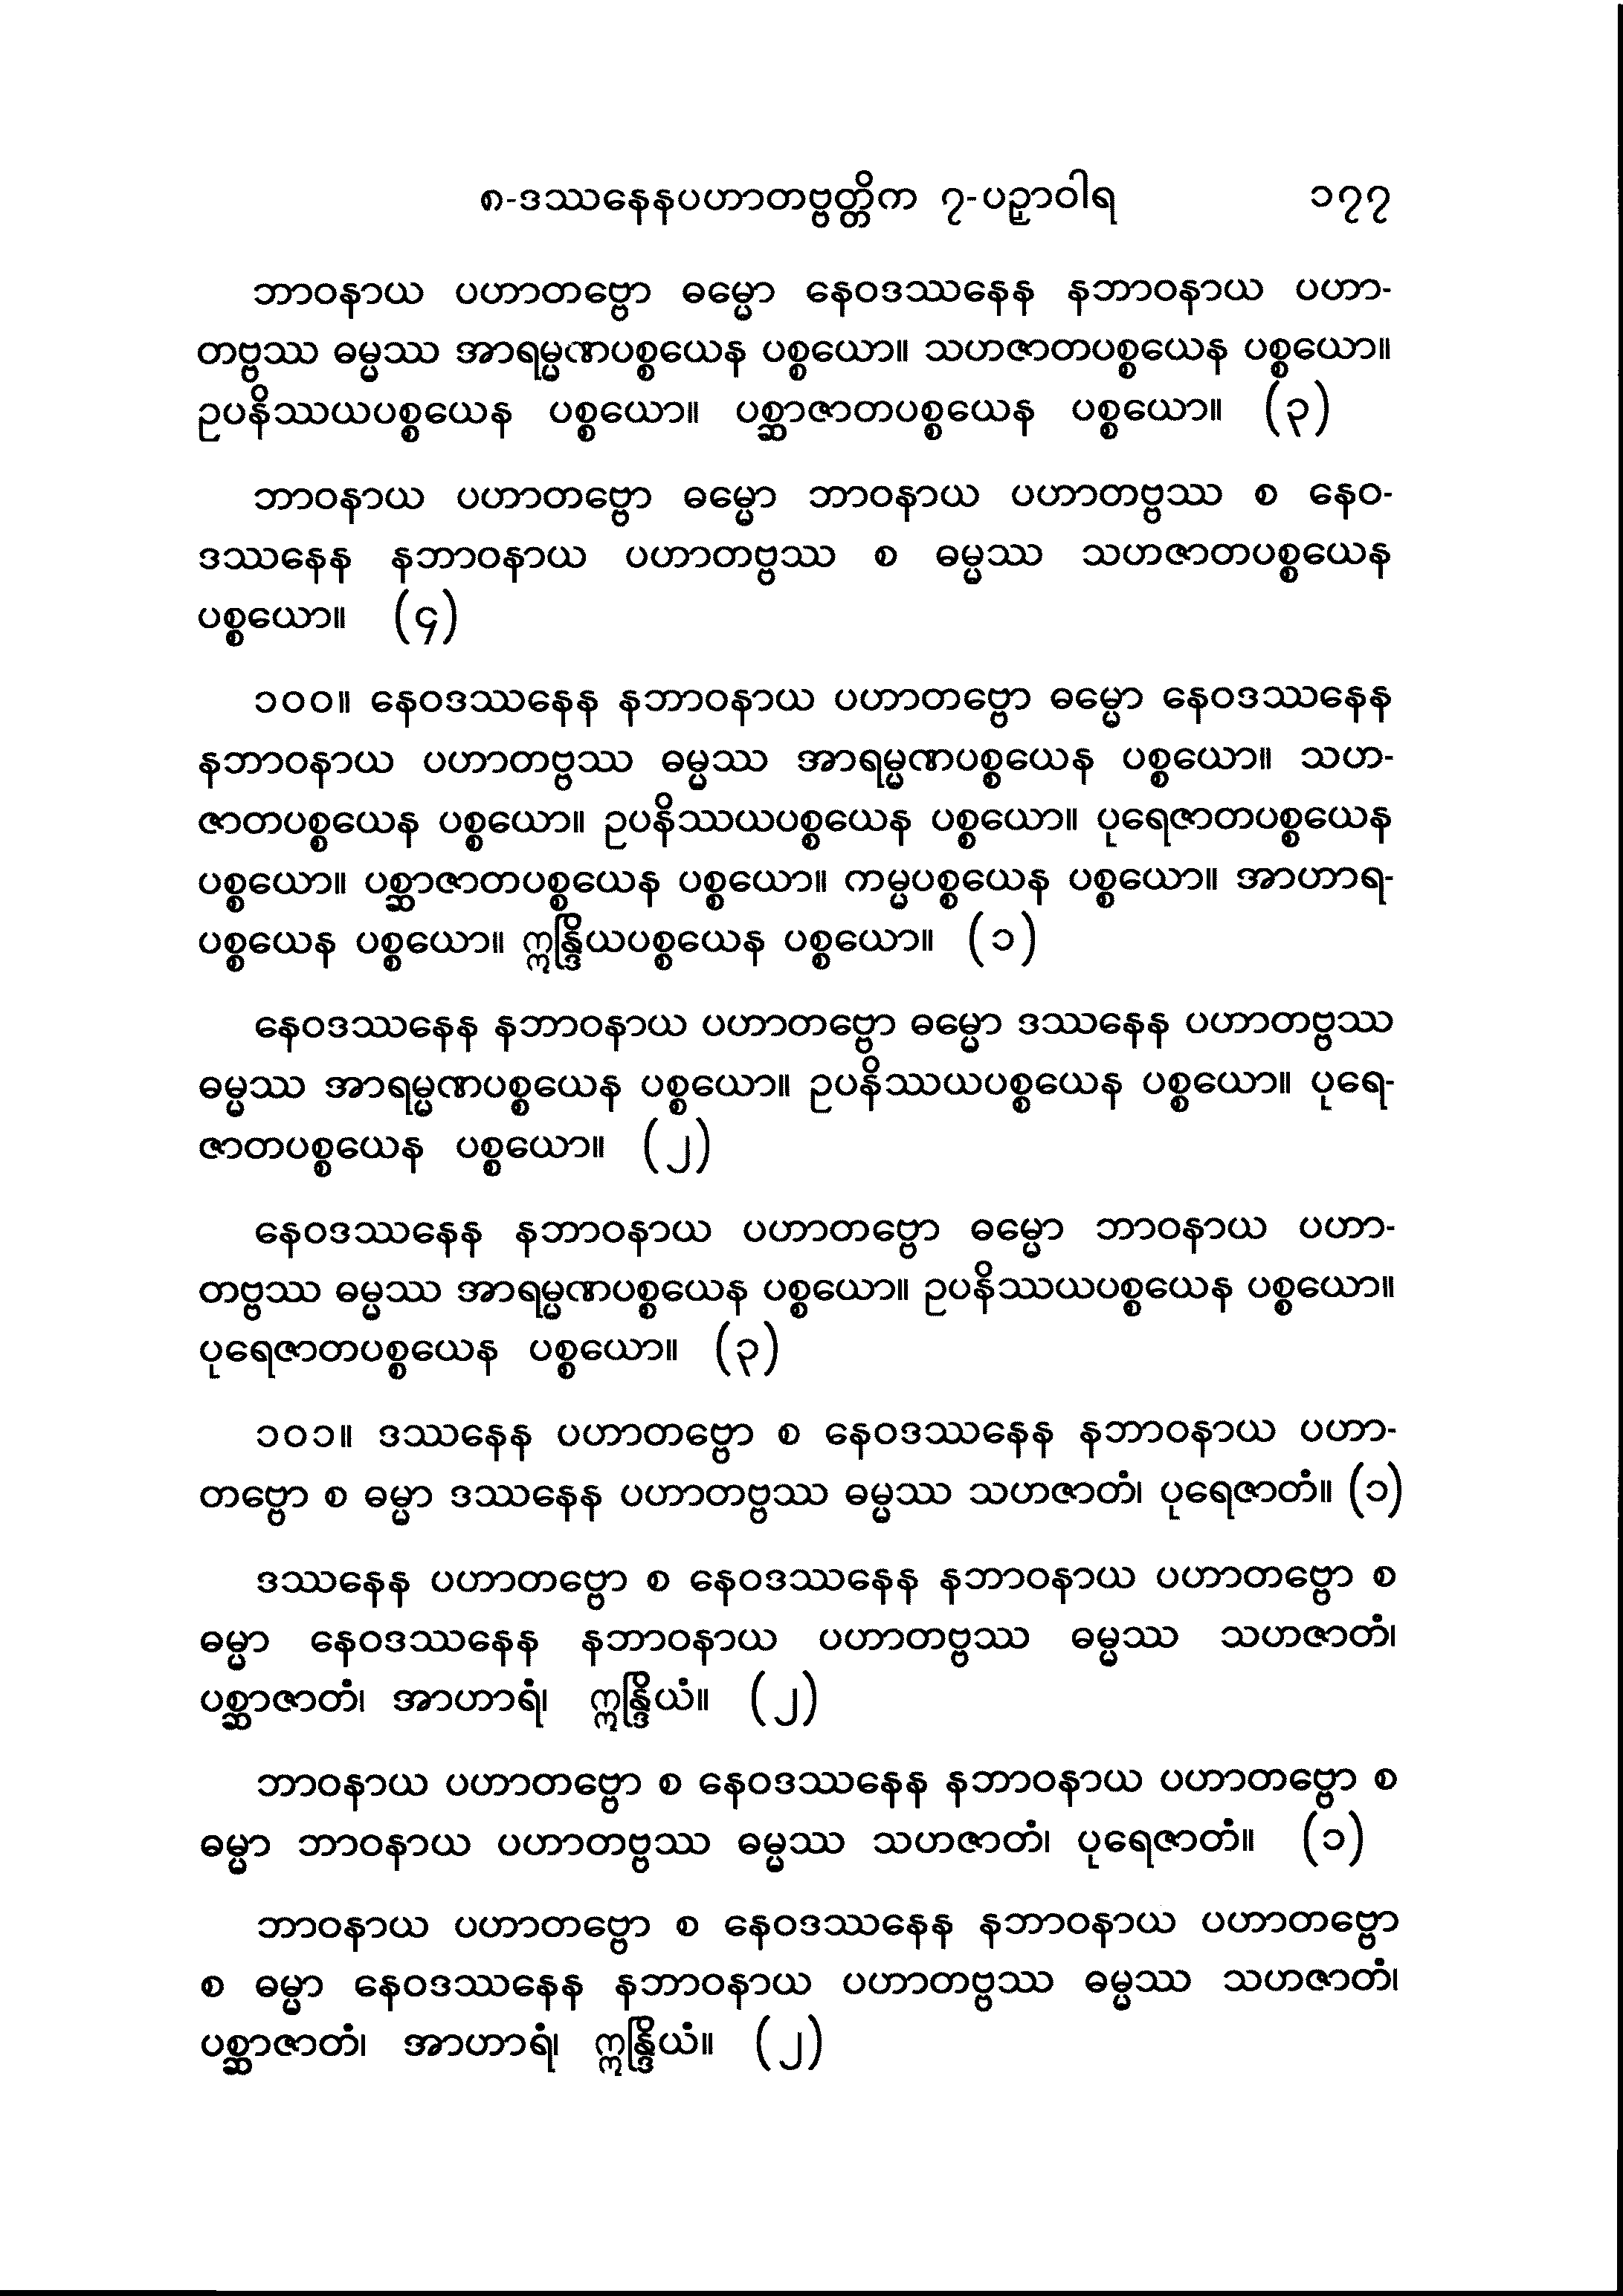 ၈-ဒဿနေနပဟာတဗ္ဗတ္တိက ၇-ပဉှာဝါရ ၁၇၇
ဘာဝနာယ ပဟာတဗ္ဗော ဓမ္မော နေဝဒဿနေန နဘာဝနာယ ပဟာ-
တဗ္ဗဿ ဓမ္မဿ အာရမ္မဏပစ္စယေန ပစ္စယော။ သဟဇာတပစ္စယေန ပစ္စယော။
ဥပနိဿယပစ္စယေန ပစ္စယော။ ပစ္ဆာဇာတပစ္စယေန ပစ္စယော။ (၃)
ဘာဝနာယ ပဟာတဗ္ဗော ဓမ္မော ဘာဝနာယ ပဟာတဗ္ဗဿ စ နေဝ-
ဒဿနေန နဘာဝနာယ ပဟာတဗ္ဗဿ စ ဓမ္မဿ သဟဇာတပစ္စယေန
ပစ္စယော။ (၄)
၁၀၀။ နေဝဒဿနေန နဘာဝနာယ ပဟာတဗ္ဗော ဓမ္မော နေဝဒဿနေန
နဘာဝနာယ ပဟာတဗ္ဗဿ ဓမ္မဿ အာရမ္မဏပစ္စယေန ပစ္စယော။ သဟ-
ဇာတပစ္စယေန ပစ္စယော။ ဥပနိဿယပစ္စယေန ပစ္စယော။ ပုရေဇာတပစ္စယေန
ပစ္စယော။ ပစ္ဆာဇာတပစ္စယေန ပစ္စယော။ ကမ္မပစ္စယေန ပစ္စယော။ အာဟာရ-
ပစ္စယေန ပစ္စယော။ ဣန္ဒြိယပစ္စယေန ပစ္စယော။ (၁)
နေဝဒဿနေန နဘာဝနာယ ပဟာတဗ္ဗော ဓမ္မော ဒဿနေန ပဟာတဗ္ဗဿ
ဓမ္မဿ အာရမ္မဏပစ္စယေန ပစ္စယော။ ဥပနိဿယပစ္စယေန ပစ္စယော။ ပုရေ-
ဇာတပစ္စယေန ပစ္စယော။ (၂)
နေဝဒဿနေန နဘာဝနာယ ပဟာတဗ္ဗော ဓမ္မော ဘာဝနာယ ပဟာ-
တဗ္ဗဿ ဓမ္မဿ အာရမ္မဏပစ္စယေန ပစ္စယော။ ဥပနိဿယပစ္စယေန ပစ္စယော။
ပုရေဇာတပစ္စယေန ပစ္စယော။ (၃)
၁၀၁။ ဒဿနေန ပဟာတဗ္ဗော စ နေဝဒဿနေန နဘာဝနာယ ပဟာ-
တဗ္ဗော စ ဓမ္မာ ဒဿနေန ပဟာတဗ္ဗဿ ဓမ္မဿ သဟဇာတံ၊ ပုရေဇာတံ။ (၁)
ဒဿနေန ပဟာတဗ္ဗော စ နေဝဒဿနေန နဘာဝနာယ ပဟာတဗ္ဗော စ
ဓမ္မာ နေဝဒဿနေန နဘာဝနာယ ပဟာတဗ္ဗဿ ဓမ္မဿ သဟဇာတံ၊
ပစ္ဆာဇာတံ၊ အာဟာရံ၊ ဣန္ဒြိယံ။ (၂)
ဘာဝနာယ ပဟာတဗ္ဗော စ နေဝဒဿနေန နဘာဝနာယ ပဟာတဗ္ဗော စ
ဓမ္မာ ဘာဝနာယ ပဟာတဗ္ဗဿ ဓမ္မဿ သဟဇာတံ၊ ပုရေဇာတံ။ (၁)
ဘာဝနာယ ပဟာတဗ္ဗော စ နေဝဒဿနေန နဘာဝနာယ ပဟာတဗ္ဗော
စ ဓမ္မာ နေဝဒဿနေန နဘာဝနာယ ပဟာတဗ္ဗဿ ဓမ္မဿ သဟဇာတံ၊
ပစ္ဆာဇာတံ၊ အာဟာရံ၊ ဣန္ဒြိယံ။ (၂)